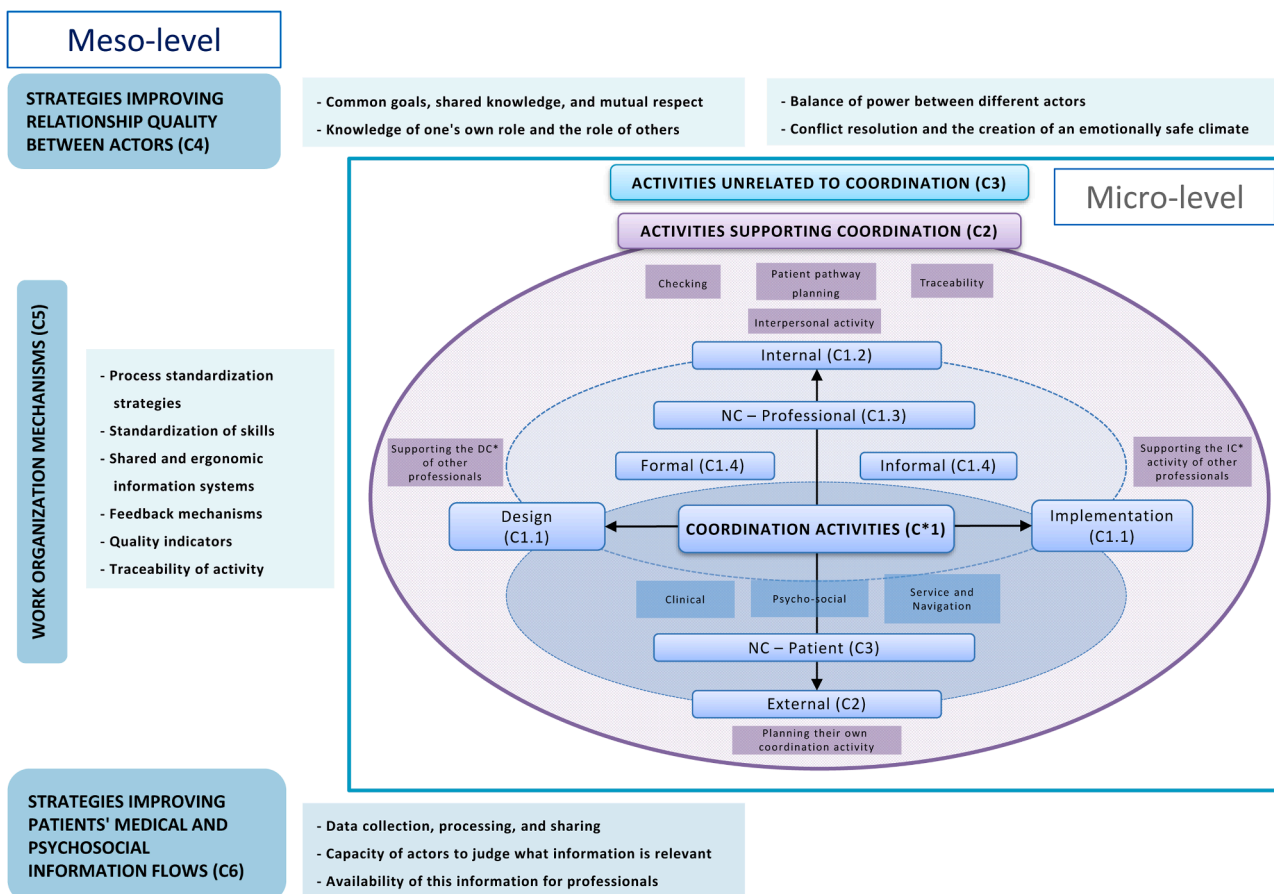 Meso-level
STRATEGIES IMPROVING
RELATIONSHIP QUALITY
BETWEEN ACTORS (C4)
- Common goals, shared knowledge, and mutual respect
- Knowledge of one's own role and the role of others
- Balance of power between different actors
- Conflict resolution and the creation of an emotionally safe climate
ACTIVITIES UNRELATED TO COORDINATION (C3)
Micro-level
ACTIVITIES SUPPORTING COORDINATION (C2)
Checking
Patient pathway
planning
Traceability
Interpersonal activity
Internal (C1.2)
NC – Professional (C1.3)
Formal (C1.4)
Informal (C1.4)
Supporting the DC*
of other
professionals
Supporting the IC*
activity of other
professionals
Design
(C1.1)
COORDINATION ACTIVITIES (C*1)
Implementation
(C1.1)
Clinical
Psycho-social
Service and
Navigation
NC – Patient (C3)
External (C2)
Planning their own
coordination activity
WORK ORGANIZATION MECHANISMS (C5)
- Process standardization
strategies
- Standardization of skills
- Shared and ergonomic
information systems
- Feedback mechanisms
- Quality indicators
- Traceability of activity
STRATEGIES IMPROVING
PATIENTS' MEDICAL AND
PSYCHOSOCIAL
INFORMATION FLOWS (C6)
- Data collection, processing, and sharing
- Capacity of actors to judge what information is relevant
- Availability of this information for professionals